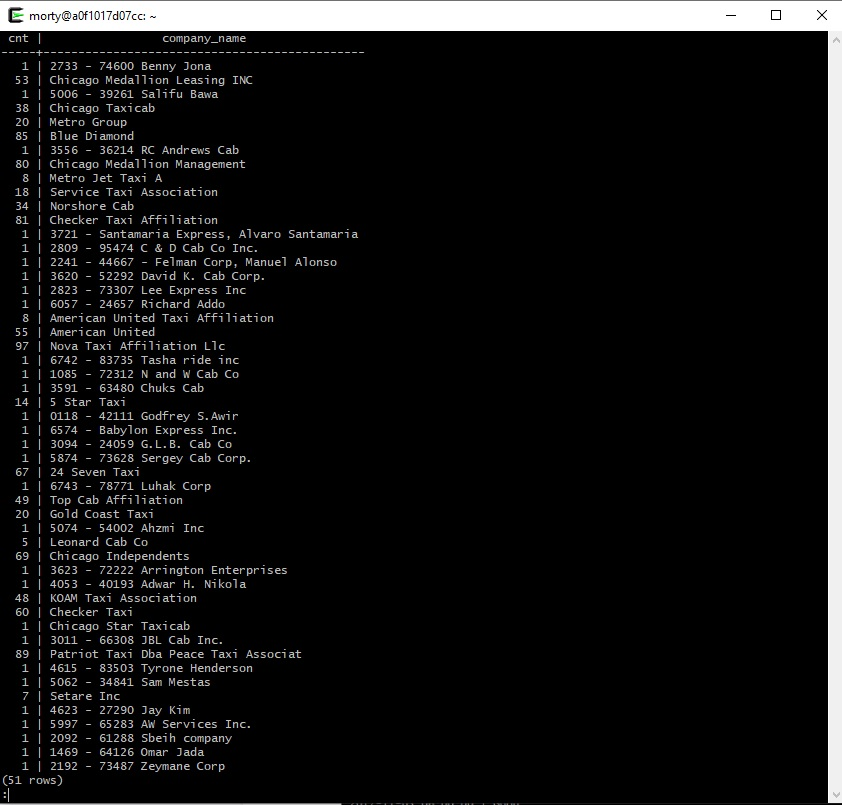 morty@a0f1017d07cc: ~
cnt | company_name
-----+----------------------------------------------
1 | 2733 - 74600 Benny Jona
53 | Chicago Medallion Leasing INC
1 | 5006 - 39261 Salifu Bawa
38 | Chicago Taxicab
20 | Metro Group
85 | Blue Diamond
1 | 3556 - 36214 RC Andrews Cab
80 | Chicago Medallion Management
8 | Metro Jet Taxi A
18 | Service Taxi Association
34 | Norshore Cab
81 | Checker Taxi Affiliation
1 | 3721 - Santamaria Express, Alvaro Santamaria
1 | 2809 - 95474 C & D Cab Co Inc.
1 | 2241 - 44667 - Felman Corp, Manuel Alonso
1 | 3620 - 52292 David K. Cab Corp.
1 | 2823 - 73307 Lee Express Inc
1 | 6057 - 24657 Richard Addo
8 | American United Taxi Affiliation
55 | American United
97 | Nova Taxi Affiliation Llc
1 | 6742 - 83735 Tasha ride inc
1 | 1085 - 72312 N and W Cab Co
1 | 3591 - 63480 Chuks Cab
14 | 5 Star Taxi
1 | 0118 - 42111 Godfrey S.Awir
1 | 6574 - Babylon Express Inc.
1 | 3094 - 24059 G.L.B. Cab Co
1 | 5874 - 73628 Sergey Cab Corp.
67 | 24 Seven Taxi
1 | 6743 - 78771 Luhak Corp
49 | Top Cab Affiliation
20 | Gold Coast Taxi
1 | 5074 - 54002 Ahzmi Inc
5 | Leonard Cab Co
69 | Chicago Independents
1 | 3623 - 72222 Arrington Enterprises
1 | 4053 - 40193 Adwar H. Nikola
48 | KOAM Taxi Association
60 | Checker Taxi
1 | Chicago Star Taxicab
1 | 3011 - 66308 JBL Cab Inc.
89 | Patriot Taxi Dba Peace Taxi Associat
1 | 4615 - 83503 Tyrone Henderson
1 | 5062 - 34841 Sam Mestas
7 | Setare Inc
1 | 4623 - 27290 Jay Kim
1 | 5997 - 65283 AW Services Inc.
1 | 2092 - 61288 Sbeih company
1 | 1469 - 64126 Omar Jada
1 | 2192 - 73487 Zeymane Corp
(51 rows)
: